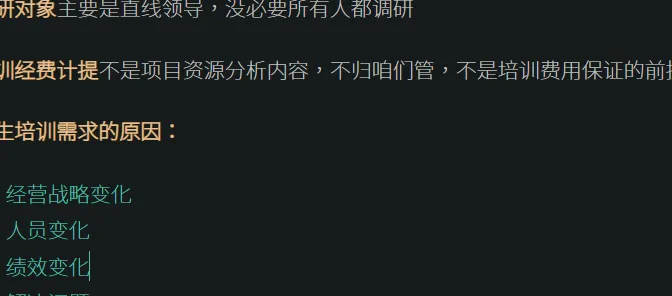 研对象主要是直线领导，没必要所有人都调研
训经费计提不是项目资源分析内容，不归咱们管，不是培训费用保证的前提
生培训需求的原因：
经营战略变化
人员变化
绩效变化